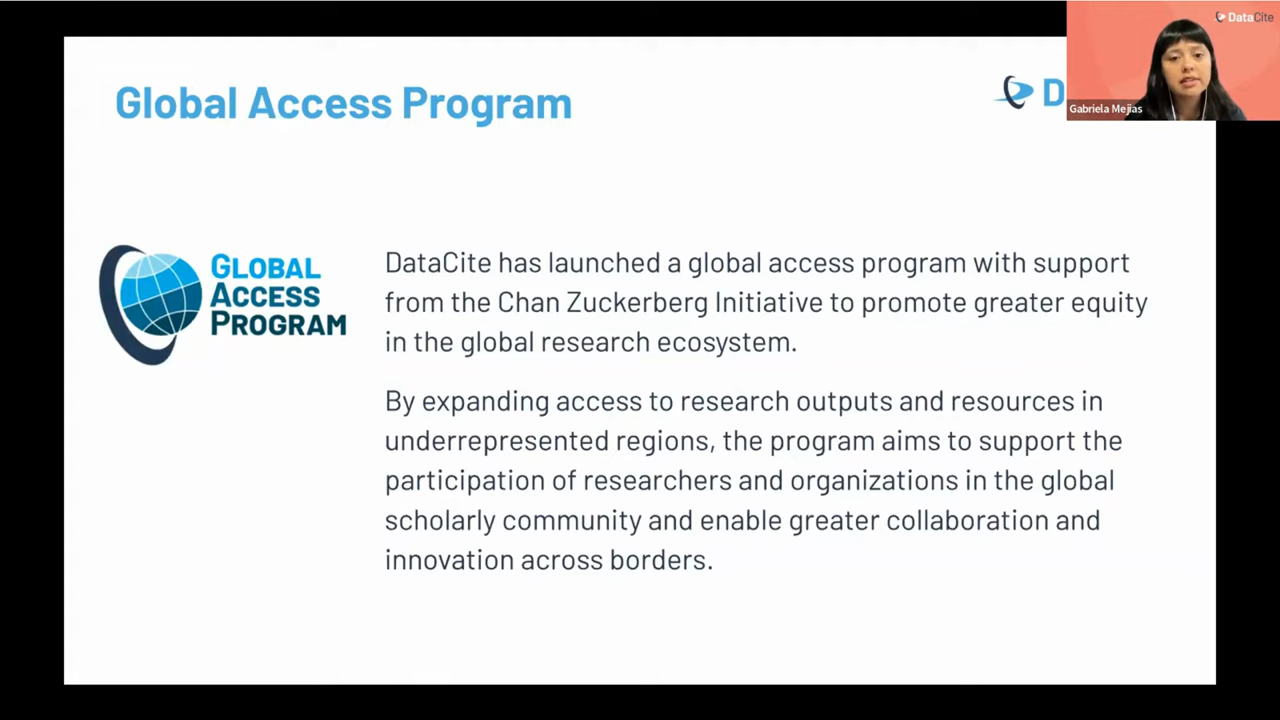 DataCite
Global Access Program
D
Gabriela Mejías
GLOBAL
ACCESS
PROGRAM
DataCite has launched a global access program with support
from the Chan Zuckerberg Initiative to promote greater equity
in the global research ecosystem.
By expanding access to research outputs and resources in
underrepresented regions, the program aims to support the
participation of researchers and organizations in the global
scholarly community and enable greater collaboration and
innovation across borders.